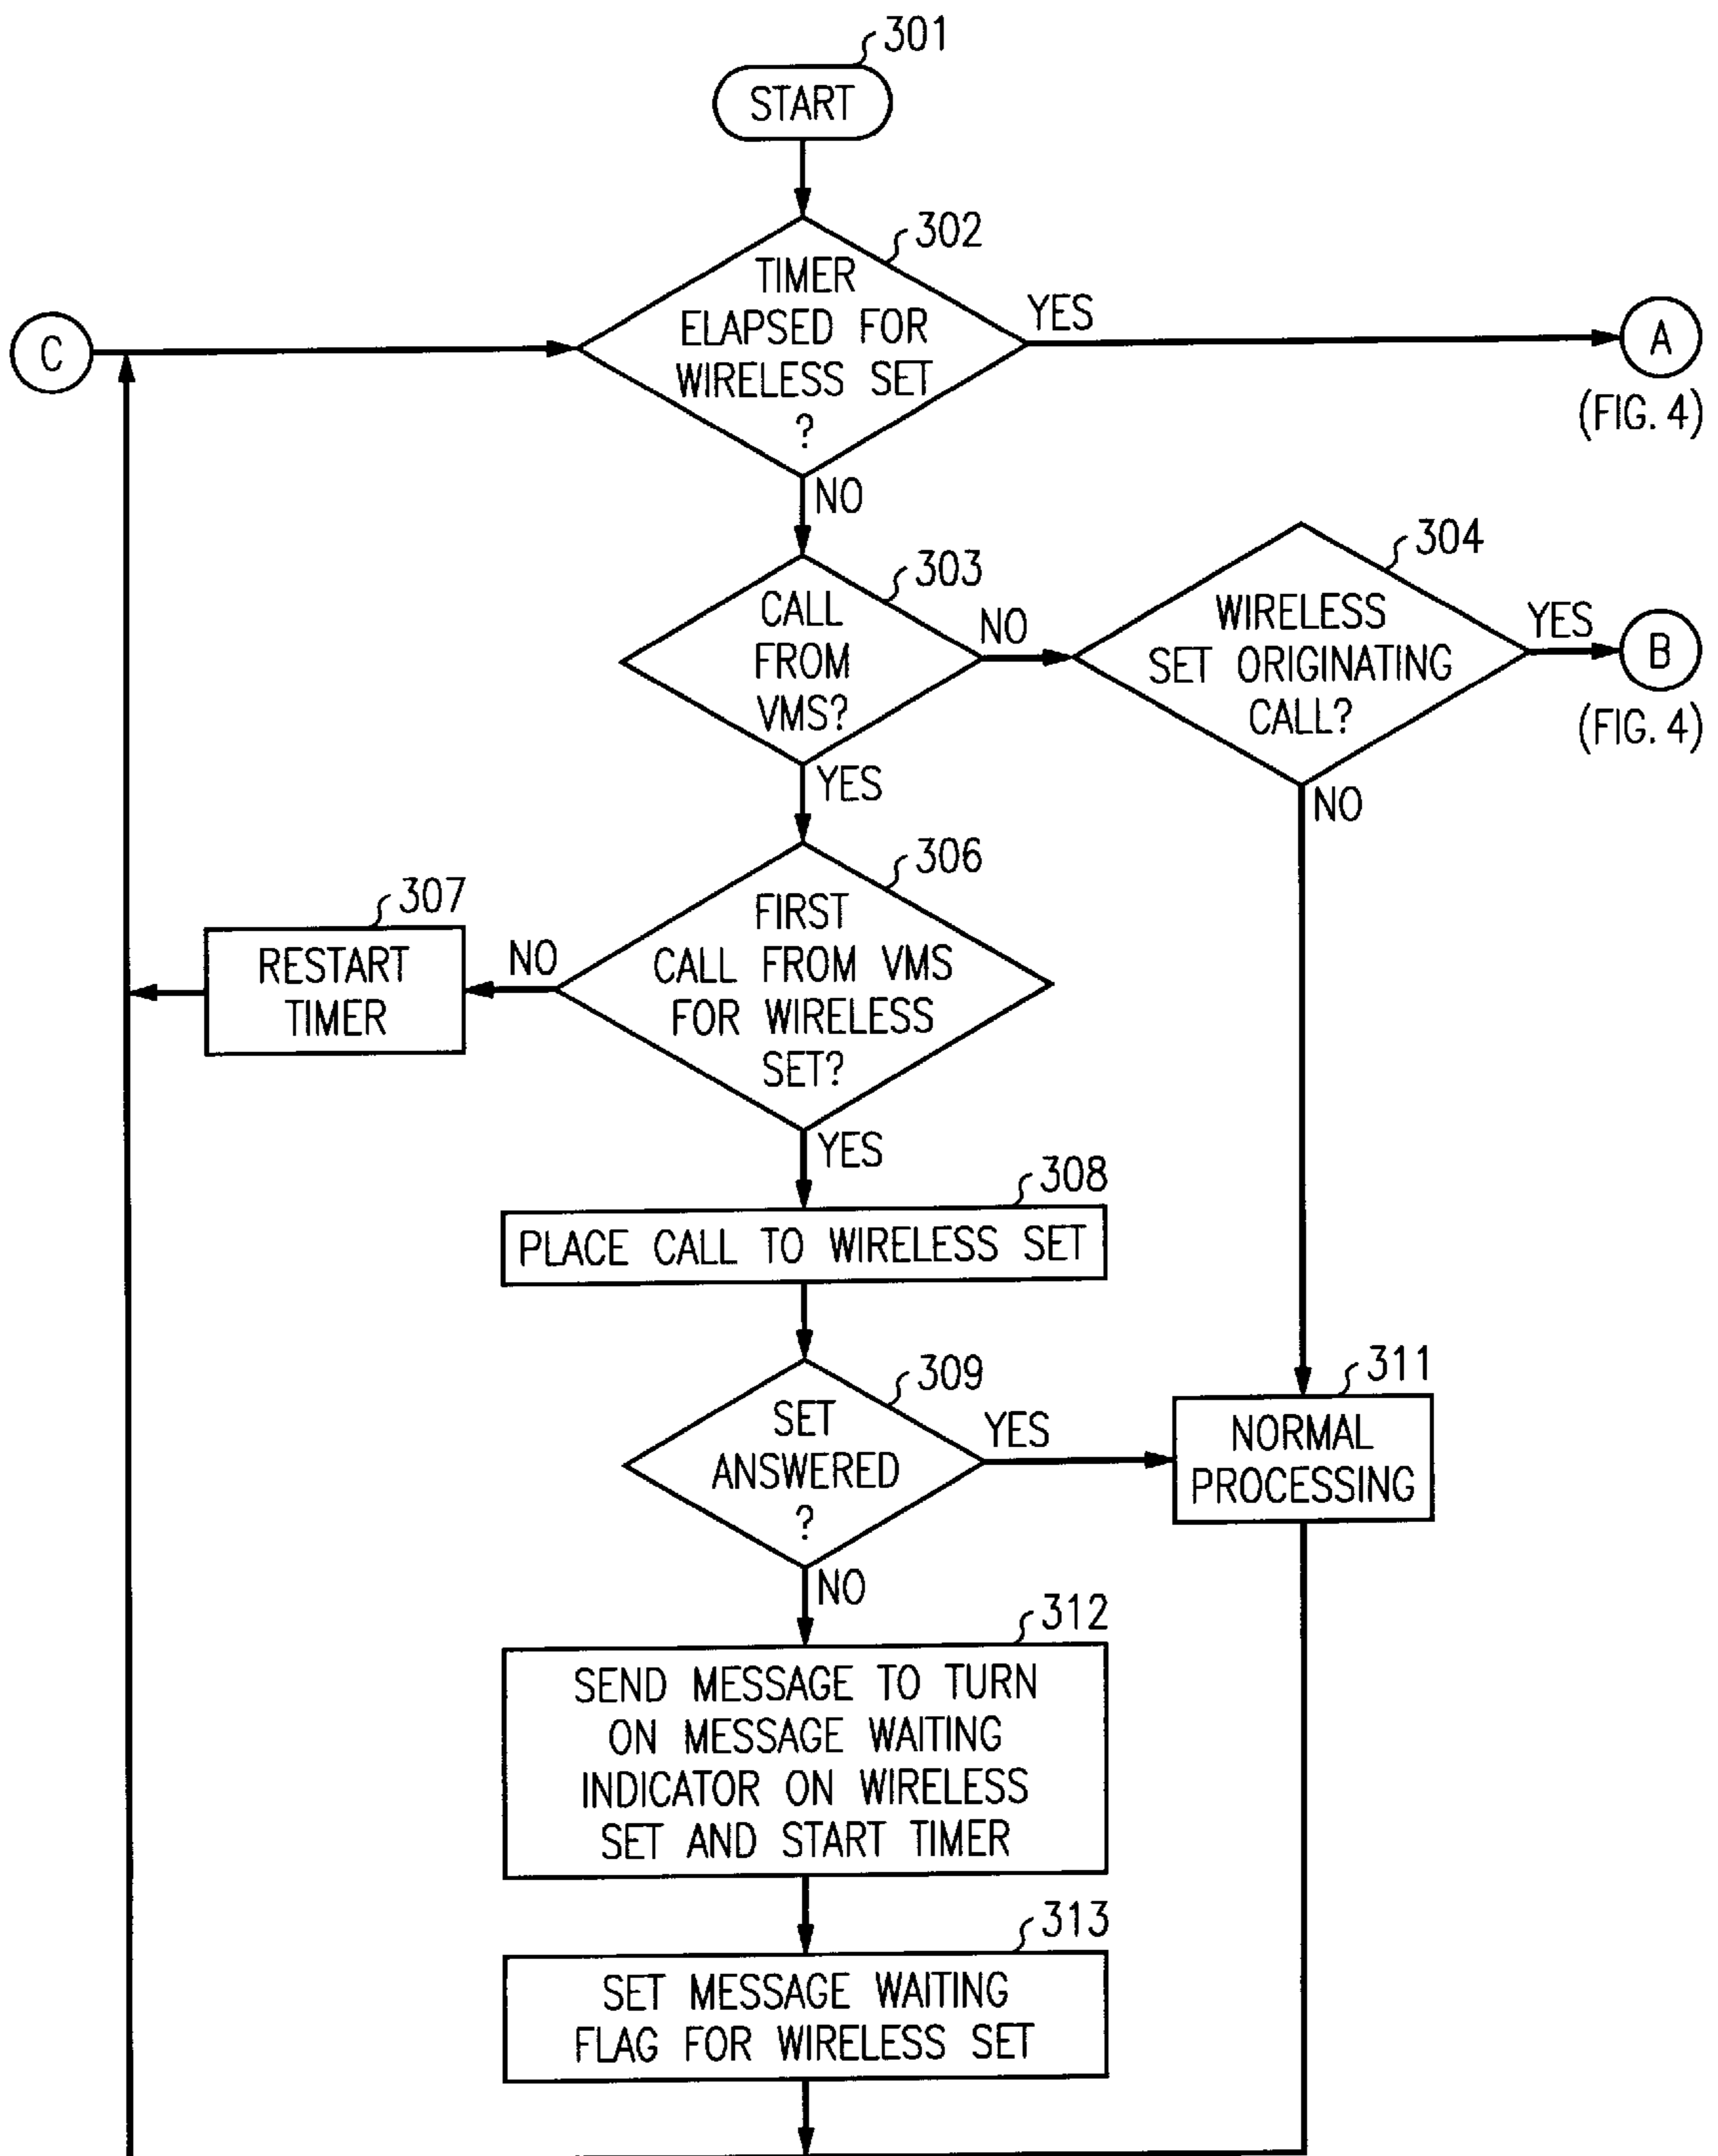 301
START
302
TIMER
ELAPSED FOR
WIRELESS SET
?
YES
C
A
(FIG. 4)
NO
303
CALL
FROM
VMS?
NO
304
WIRELESS
SET ORIGINATING
CALL?
YES
B
(FIG. 4)
YES
NO
306
FIRST
CALL FROM VMS
FOR WIRELESS
SET?
NO
307
RESTART
TIMER
YES
308
PLACE CALL TO WIRELESS SET
309
SET
ANSWERED
?
YES
311
NORMAL
PROCESSING
NO
312
SEND MESSAGE TO TURN
ON MESSAGE WAITING
INDICATOR ON WIRELESS
SET AND START TIMER
313
SET MESSAGE WAITING
FLAG FOR WIRELESS SET